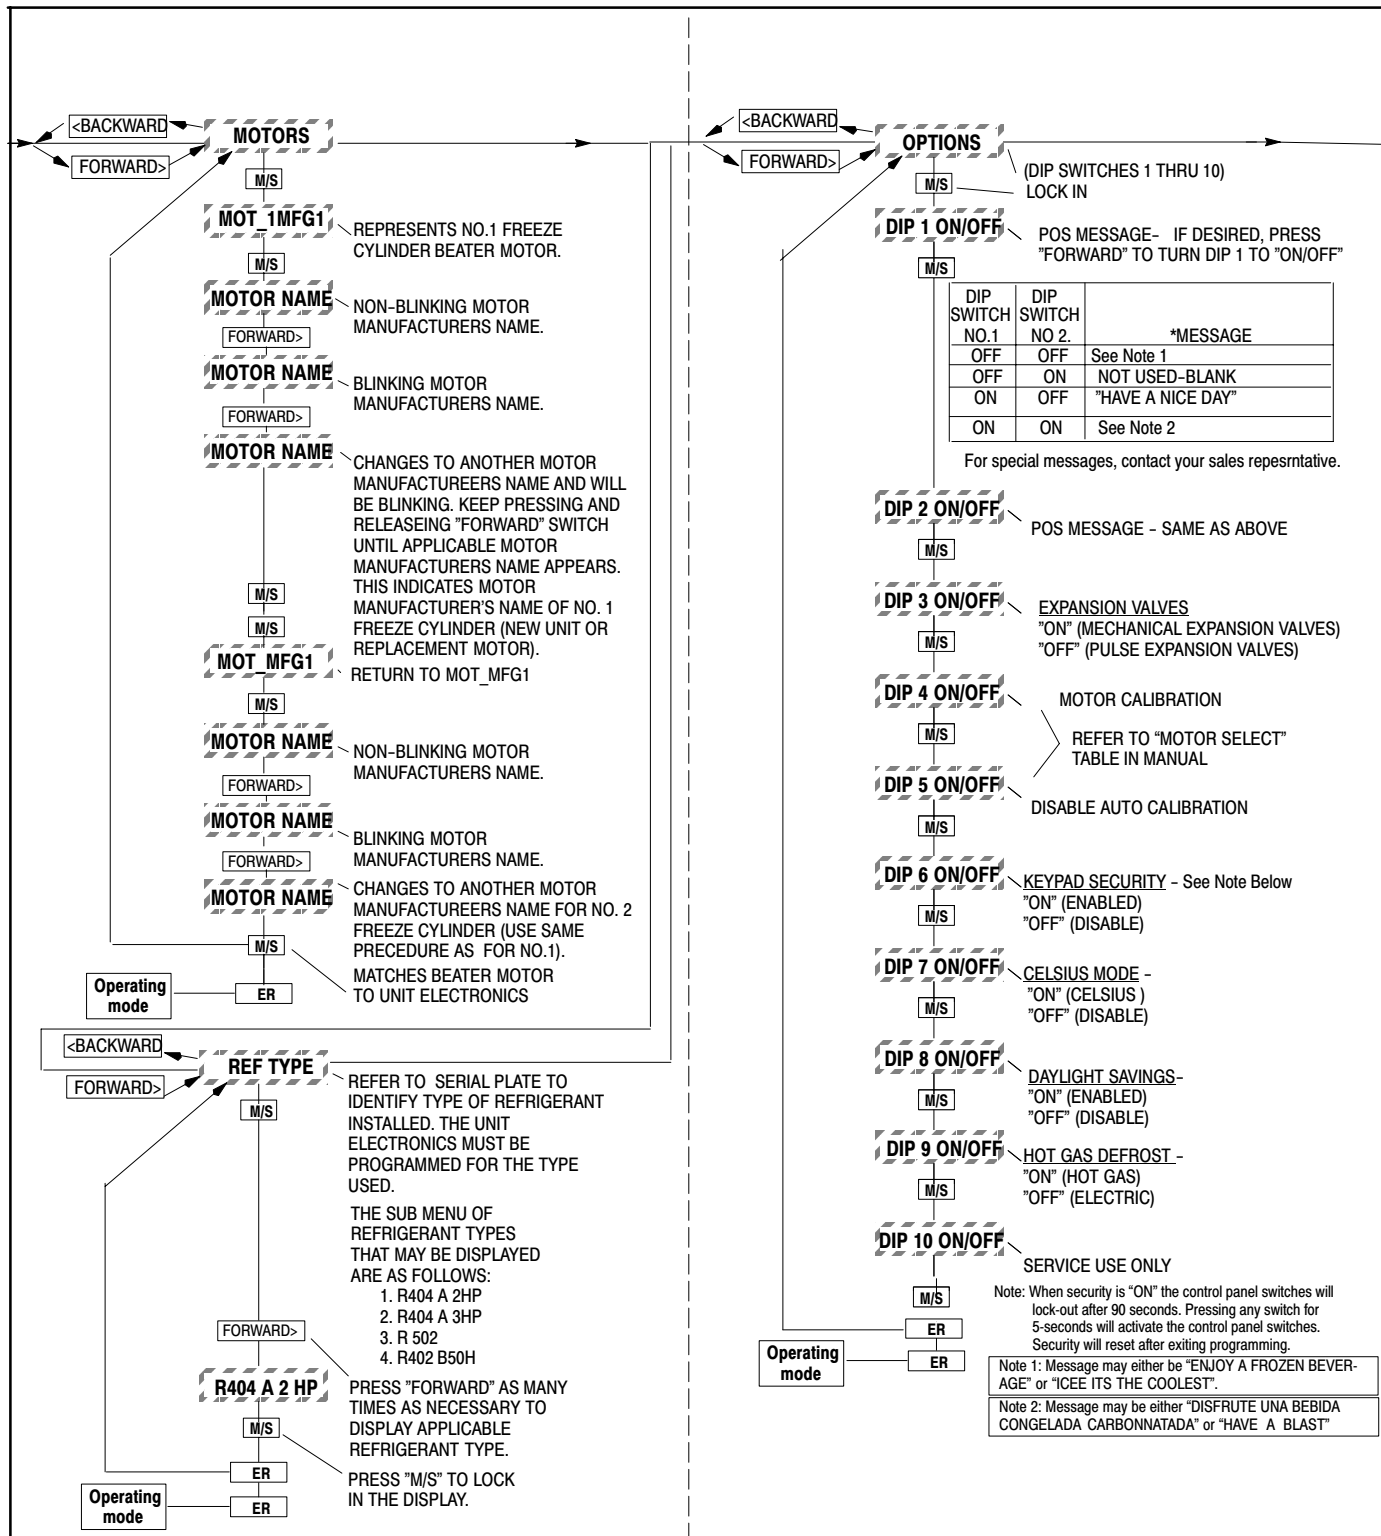 <BACKWARD
MOTORS
FORWARD>
M/S
MOT_1MFG1
REPRESENTS NO.1 FREEZE
CYLINDER BEATER MOTOR.
M/S
MOTOR NAME
NON-BLINKING MOTOR
MANUFACTURERS NAME.
FORWARD>
MOTOR NAME
BLINKING MOTOR
MANUFACTURERS NAME.
FORWARD>
MOTOR NAME
CHANGES TO ANOTHER MOTOR
MANUFACTUREERS NAME AND WILL
BE BLINKING. KEEP PRESSING AND
RELEASEING "FORWARD" SWITCH
UNTIL APPLICABLE MOTOR
MANUFACTURERS NAME APPEARS.
THIS INDICATES MOTOR
MANUFACTURER'S NAME OF NO. 1
FREEZE CYLINDER (NEW UNIT OR
REPLACEMENT MOTOR).
M/S
M/S
MOT_MFG1
RETURN TO MOT_MFG1
M/S
MOTOR NAME
NON-BLINKING MOTOR
MANUFACTURERS NAME.
FORWARD>
MOTOR NAME
BLINKING MOTOR
MANUFACTURERS NAME.
FORWARD>
MOTOR NAME
CHANGES TO ANOTHER MOTOR
MANUFACTUREERS NAME FOR NO. 2
FREEZE CYLINDER (USE SAME
PRECEDURE AS FOR NO.1).
M/S
MATCHES BEATER MOTOR
TO UNIT ELECTRONICS
Operating
mode
ER
<BACKWARD
REF TYPE
FORWARD>
REFER TO SERIAL PLATE TO
IDENTIFY TYPE OF REFRIGERANT
INSTALLED. THE UNIT
ELECTRONICS MUST BE
PROGRAMMED FOR THE TYPE
USED.
M/S
THE SUB MENU OF
REFRIGERANT TYPES
THAT MAY BE DISPLAYED
ARE AS FOLLOWS:
1. R404 A 2HP
2. R404 A 3HP
3. R 502
4. R402 B50H
FORWARD>
R404 A 2 HP
PRESS "FORWARD" AS MANY
TIMES AS NECESSARY TO
DISPLAY APPLICABLE
REFRIGERANT TYPE.
M/S
PRESS "M/S" TO LOCK
IN THE DISPLAY.
ER
Operating
mode
ER
<BACKWARD
OPTIONS
FORWARD>
(DIP SWITCHES 1 THRU 10)
M/S
LOCK IN
DIP 1 ON/OFF
POS MESSAGE- IF DESIRED, PRESS
"FORWARD" TO TURN DIP 1 TO "ON/OFF"
M/S
DIP SWITCH NO.1 DIP SWITCH NO 2. *MESSAGE
OFF OFF See Note 1
OFF ON NOT USED-BLANK
ON OFF "HAVE A NICE DAY"
ON ON See Note 2
For special messages, contact your sales repesrntative.
DIP 2 ON/OFF
POS MESSAGE - SAME AS ABOVE
M/S
DIP 3 ON/OFF
EXPANSION VALVES
"ON" (MECHANICAL EXPANSION VALVES)
"OFF" (PULSE EXPANSION VALVES)
M/S
DIP 4 ON/OFF
MOTOR CALIBRATION
M/S
REFER TO "MOTOR SELECT"
TABLE IN MANUAL
DIP 5 ON/OFF
DISABLE AUTO CALIBRATION
M/S
DIP 6 ON/OFF
KEYPAD SECURITY - See Note Below
"ON" (ENABLED)
"OFF" (DISABLE)
M/S
DIP 7 ON/OFF
CELSIUS MODE -
"ON" (CELSIUS )
"OFF" (DISABLE)
M/S
DIP 8 ON/OFF
DAYLIGHT SAVINGS-
"ON" (ENABLED)
"OFF" (DISABLE)
M/S
DIP 9 ON/OFF
HOT GAS DEFROST -
"ON" (HOT GAS)
"OFF" (ELECTRIC)
M/S
DIP 10 ON/OFF
SERVICE USE ONLY
M/S
Note: When security is "ON" the control panel switches will
lock-out after 90 seconds. Pressing any switch for
5-seconds will activate the control panel switches.
Security will reset after exiting programming.
ER
Operating
mode
ER
Note 1: Message may either be "ENJOY A FROZEN BEVER-
AGE" or "ICEE ITS THE COOLEST".
Note 2: Message may be either "DISFRUTE UNA BEBIDA
CONGELADA CARBONNATADA" or "HAVE A BLAST"